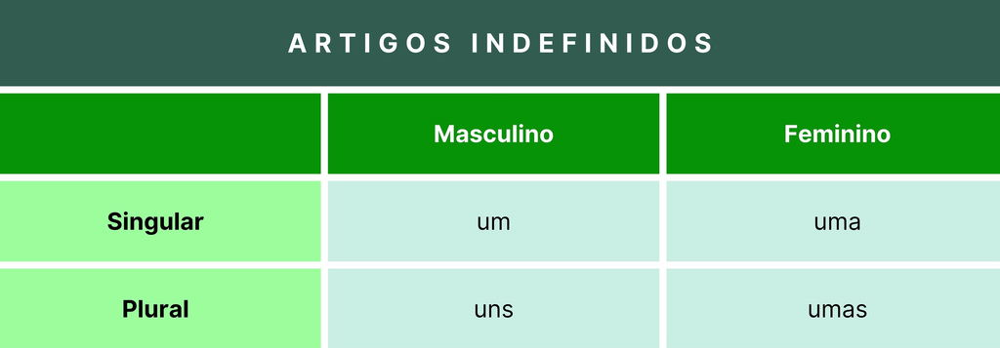 ARTIGOS INDEFINIDOS
Masculino Feminino
Singular um uma
Plural uns umas